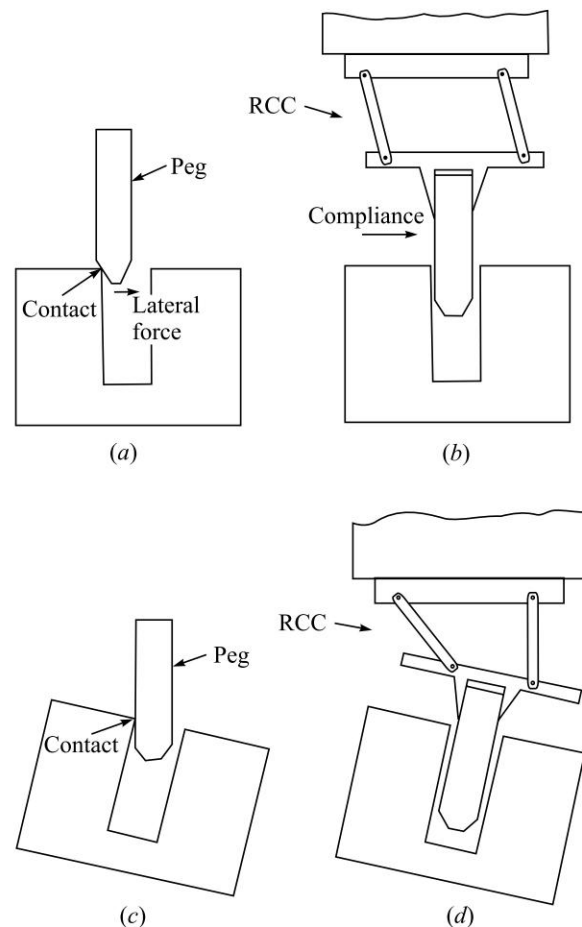 RCC
Peg
Compliance
Contact
Lateral
force
(a)
(b)
RCC
Peg
Contact
(c)
(d)